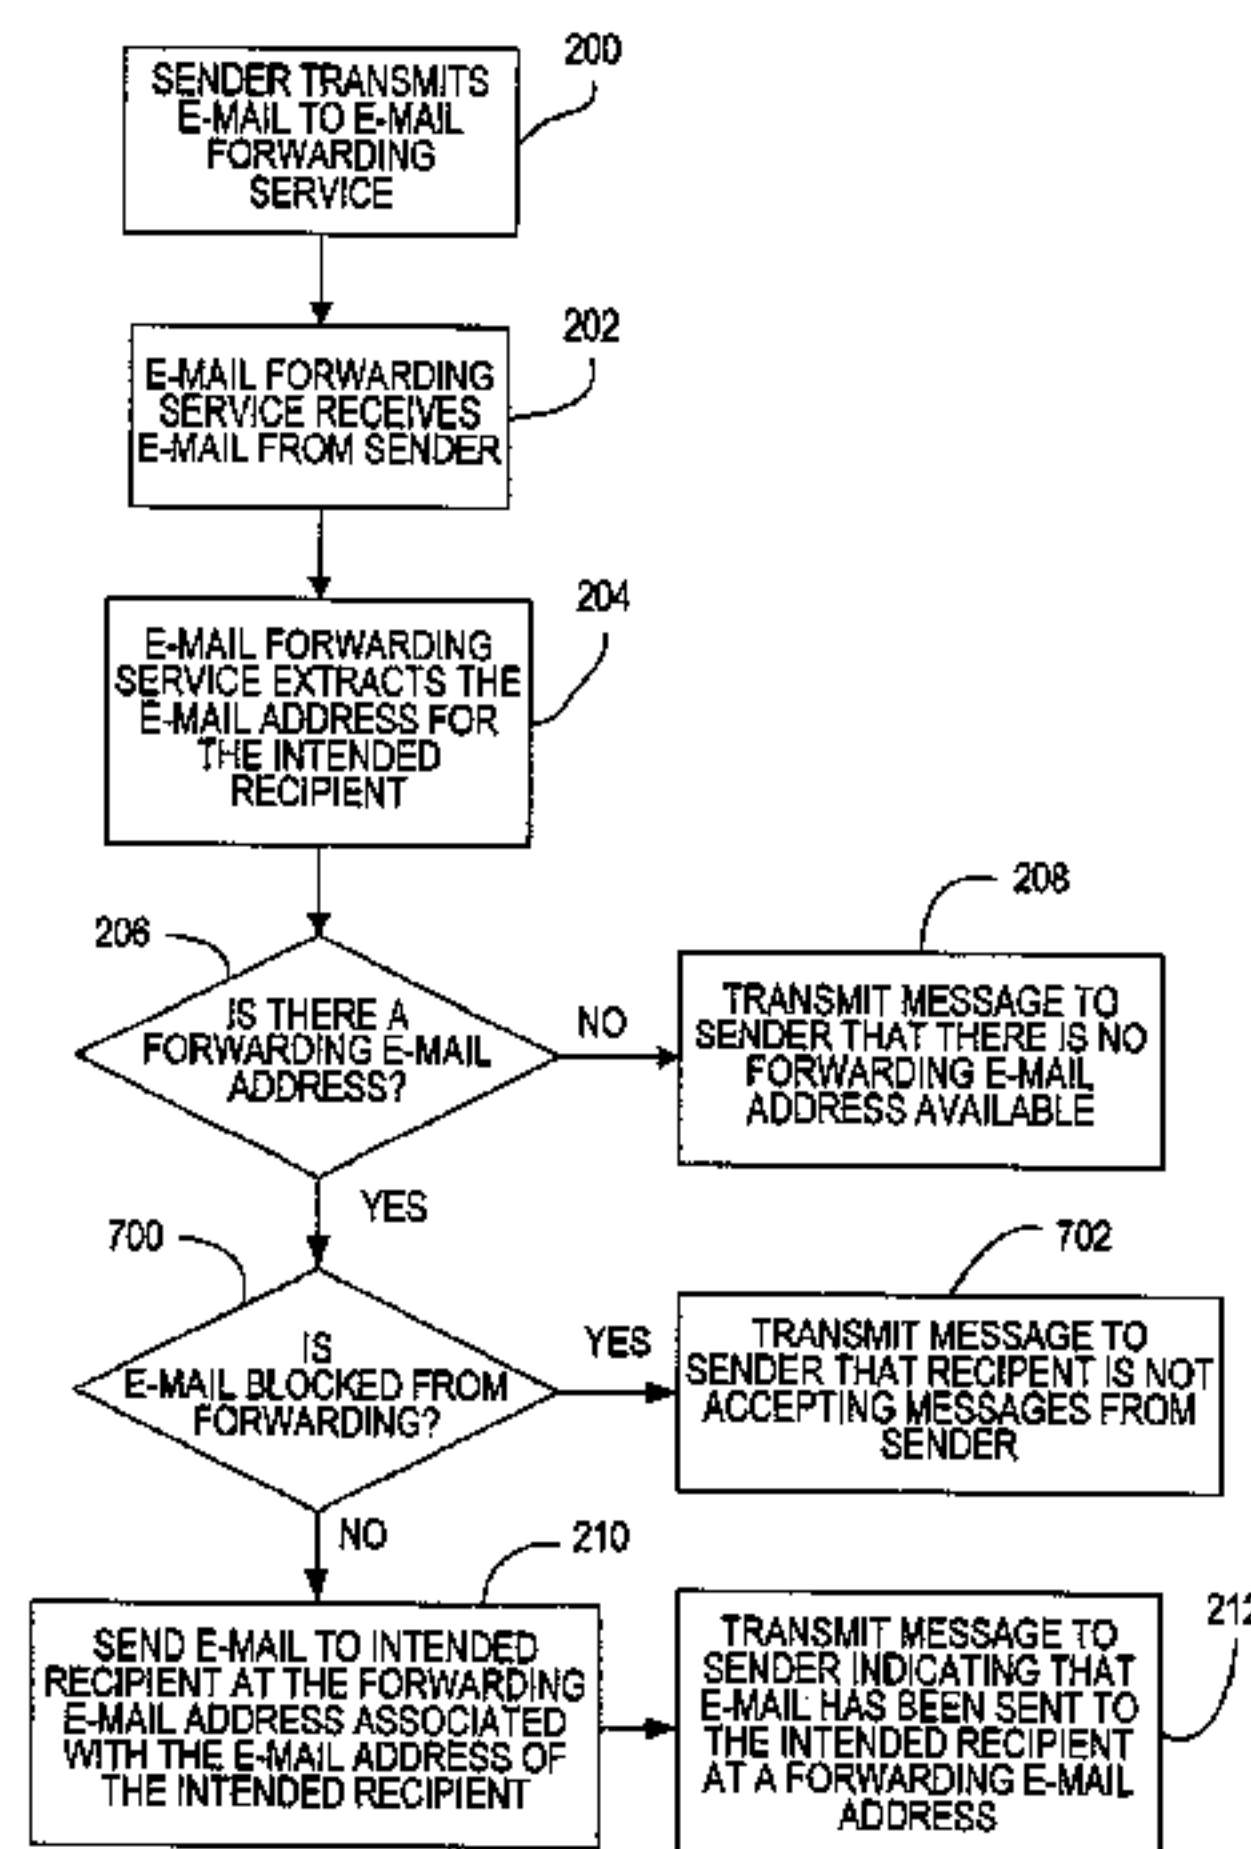 200
SENDER TRANSMITS
E-MAIL TO E-MAIL
FORWARDING
SERVICE
202
E-MAIL FORWARDING
SERVICE RECEIVES
E-MAIL FROM SENDER
204
E-MAIL FORWARDING
SERVICE EXTRACTS THE
E-MAIL ADDRESS FOR
THE INTENDED
RECIPIENT
206
IS THERE A
FORWARDING E-MAIL
ADDRESS?
NO
208
TRANSMIT MESSAGE TO
SENDER THAT THERE IS NO
FORWARDING E-MAIL
ADDRESS AVAILABLE
YES
700
IS
E-MAIL BLOCKED FROM
FORWARDING?
YES
702
TRANSMIT MESSAGE TO
SENDER THAT RECIPENT IS NOT
ACCEPTING MESSAGES FROM
SENDER
NO
210
SEND E-MAIL TO INTENDED
RECIPIENT AT THE FORWARDING
E-MAIL ADDRESS ASSOCIATED
WITH THE E-MAIL ADDRESS OF
THE INTENDED RECIPIENT
212
TRANSMIT MESSAGE TO
SENDER INDICATING THAT
E-MAIL HAS BEEN SENT TO
THE INTENDED RECIPIENT
AT A FORWARDING E-MAIL
ADDRESS